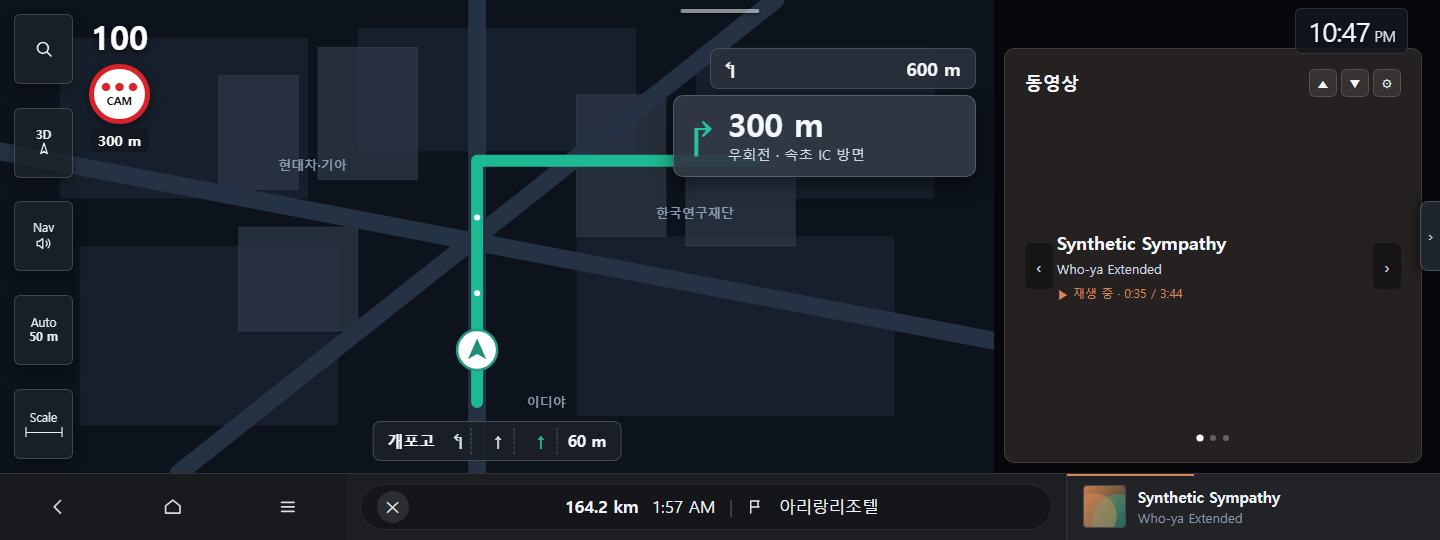 100
CAM
300 m
3D
Nav
Auto
50 m
Scale
현대차·기아
한국연구재단
이디야
600 m
300 m
우회전 · 속초 IC 방면
개포고
60 m
10:47 PM
동영상
Synthetic Sympathy
Who-ya Extended
재생 중 · 0:35 / 3:44
164.2 km 1:57 AM 아리랑리조텔
Synthetic Sympathy
Who-ya Extended